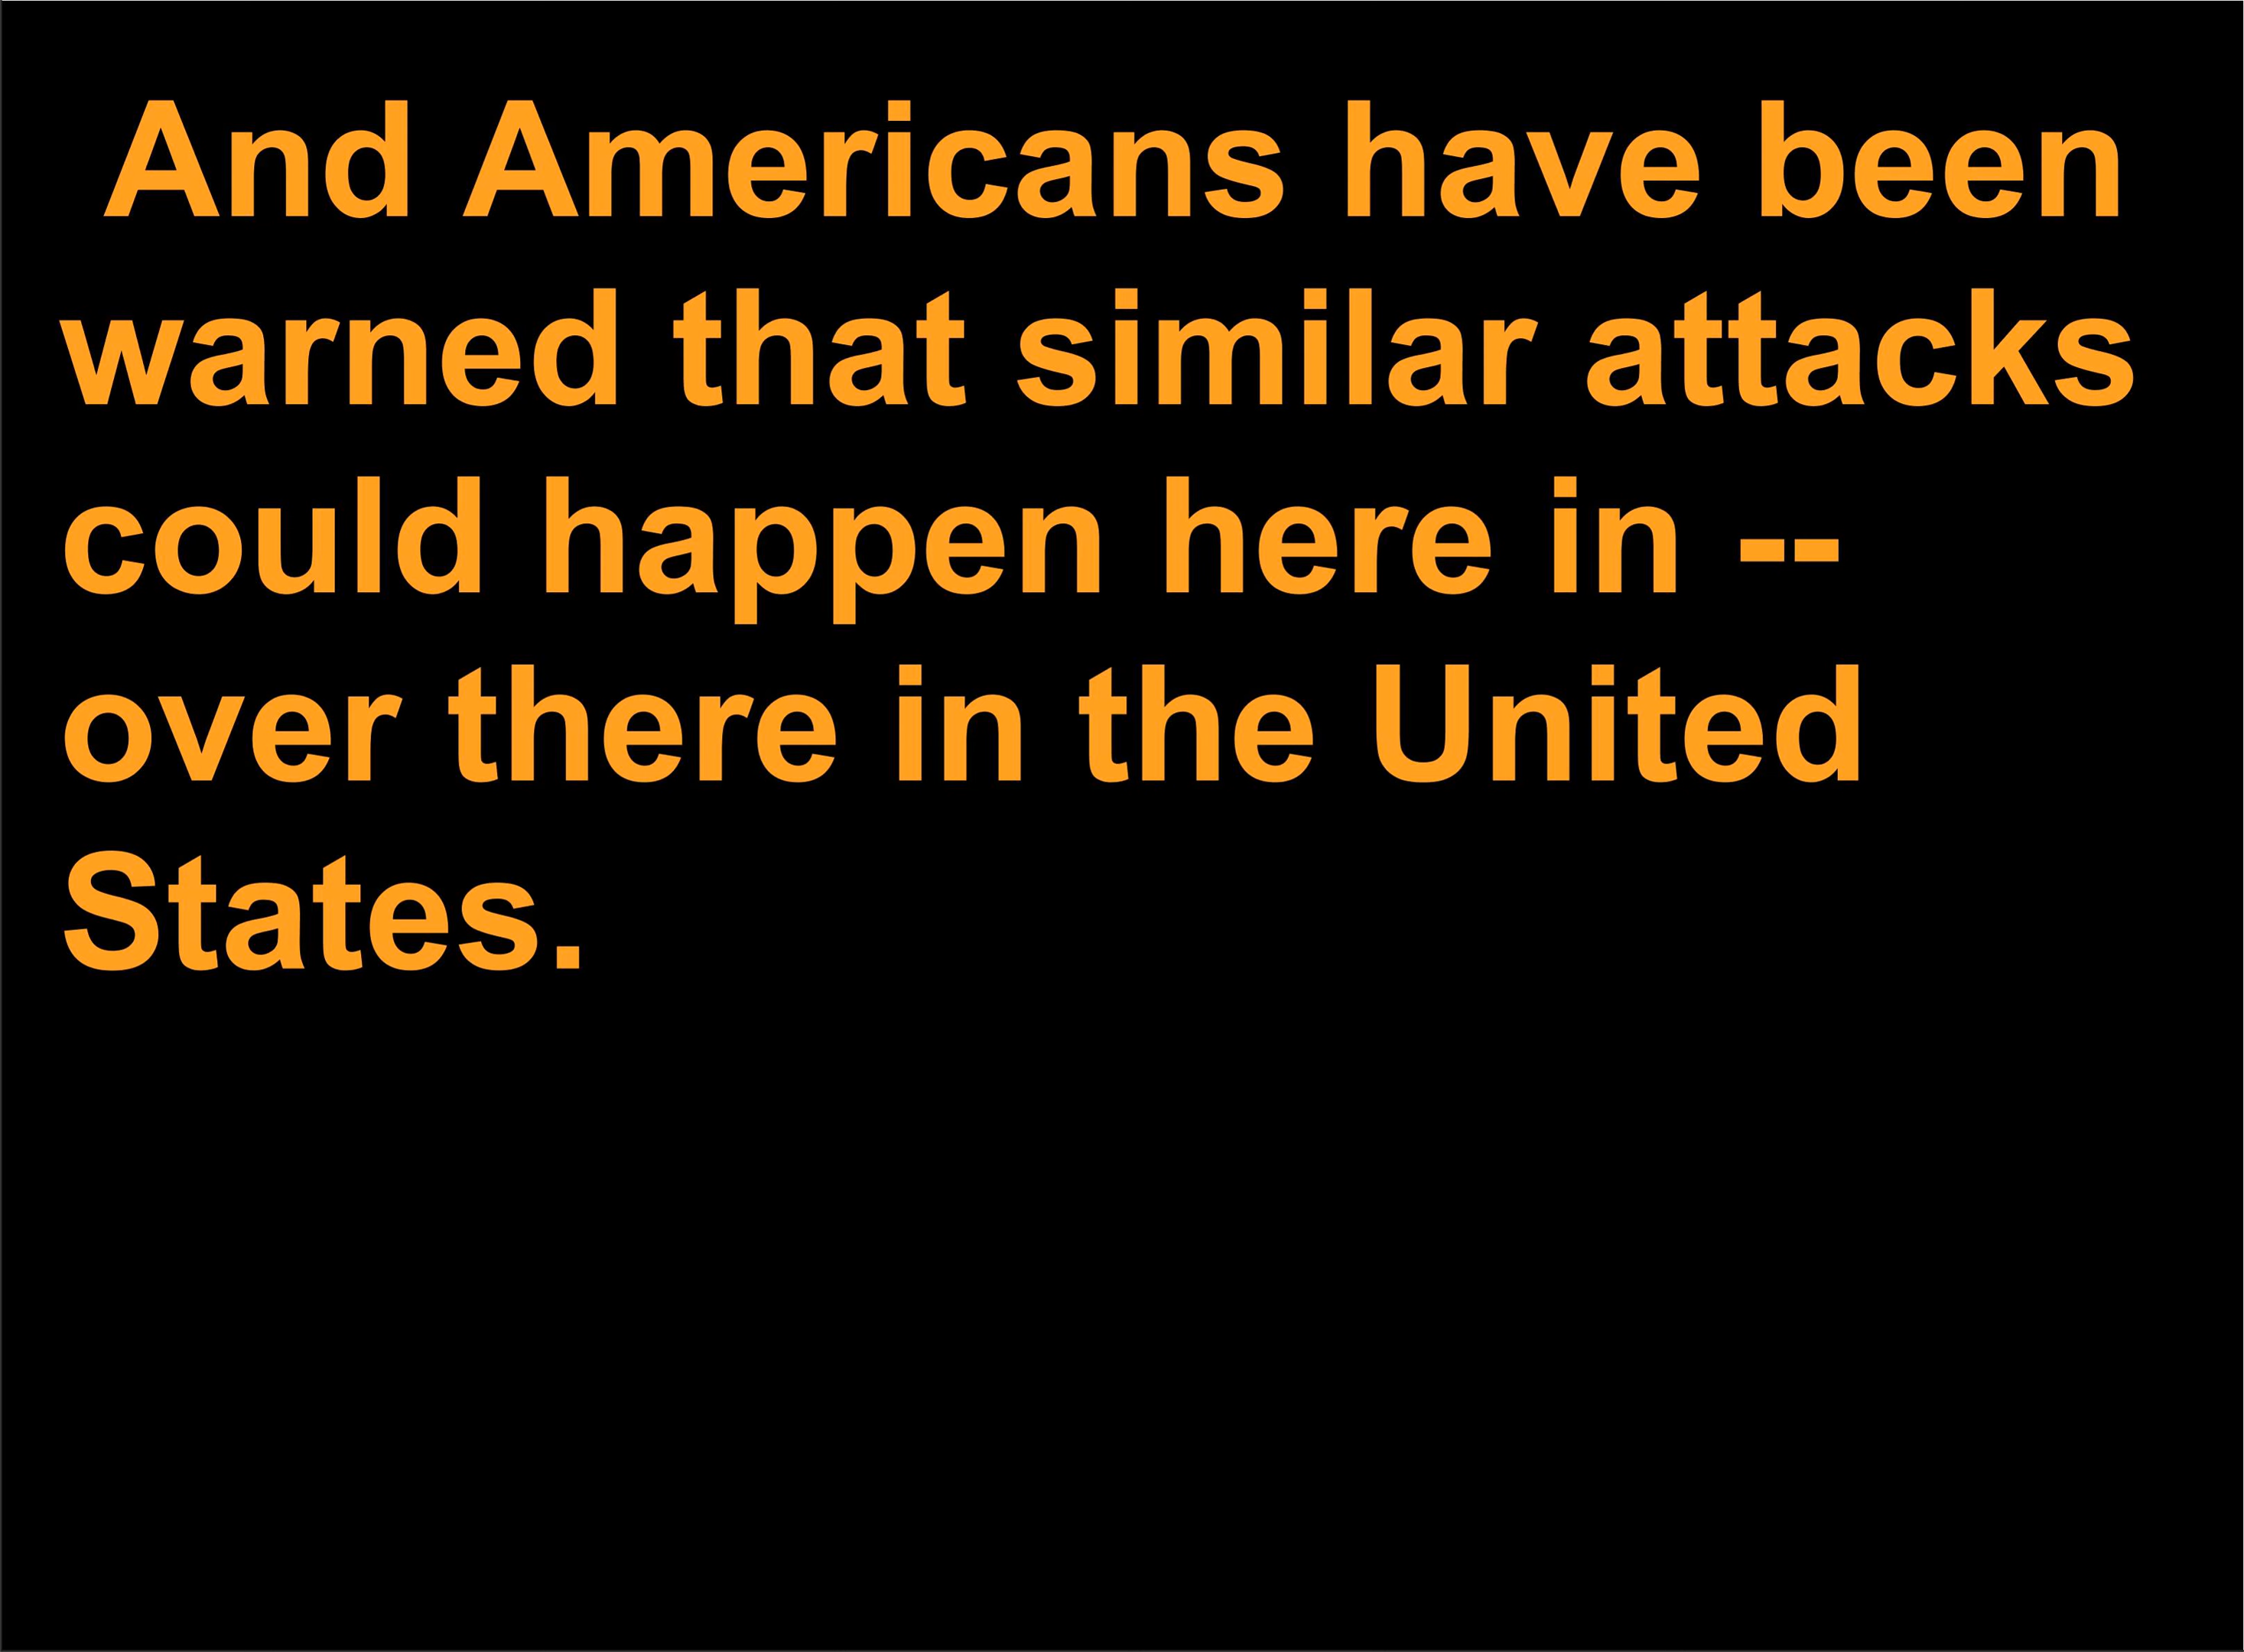 And Americans have been
warned that similar attacks
could happen here in --
over there in the United
States.